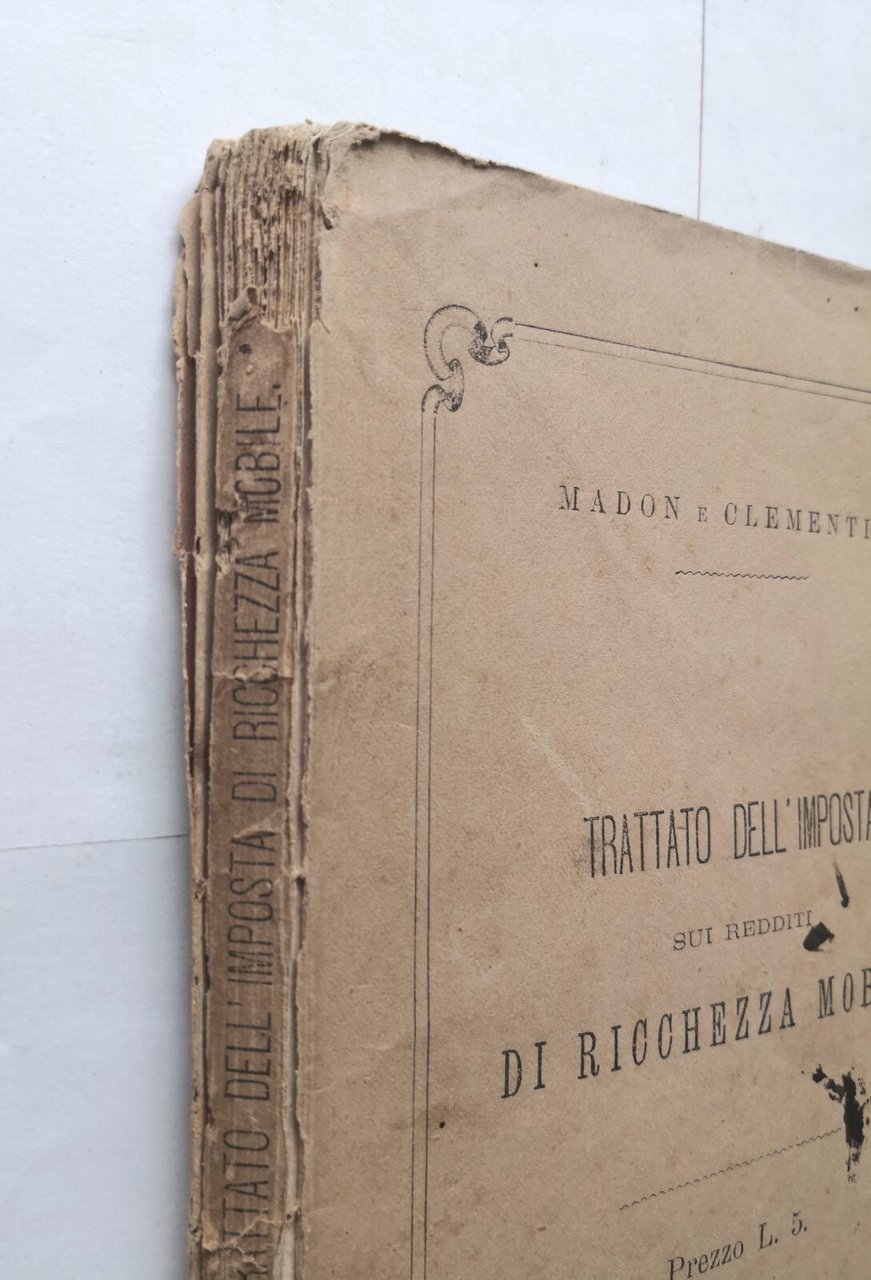 TRATTATO DELL' IMPOSTA DI RICCHEZZA MOBILE.
MADON E CLEMENTI
TRATTATO DELL' IMPOSTA
SUI REDDITI
DI RICCHEZZA MOB
Prezzo L. 5.